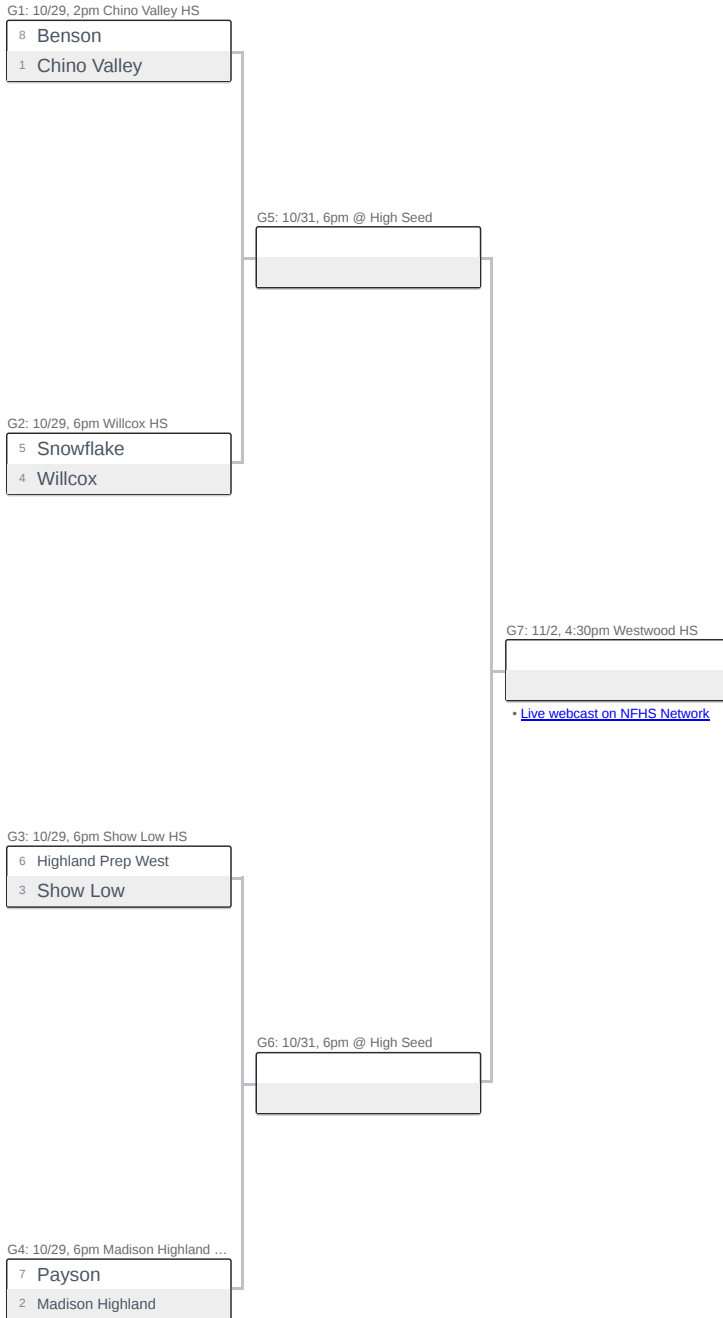 G1: 10/29, 2pm Chino Valley HS
8 Benson
1 Chino Valley
G5: 10/31, 6pm @ High Seed
G2: 10/29, 6pm Willcox HS
5 Snowflake
4 Willcox
G7: 11/2, 4:30pm Westwood HS
• Live webcast on NFHS Network
G3: 10/29, 6pm Show Low HS
6 Highland Prep West
3 Show Low
G6: 10/31, 6pm @ High Seed
G4: 10/29, 6pm Madison Highland ...
7 Payson
2 Madison Highland